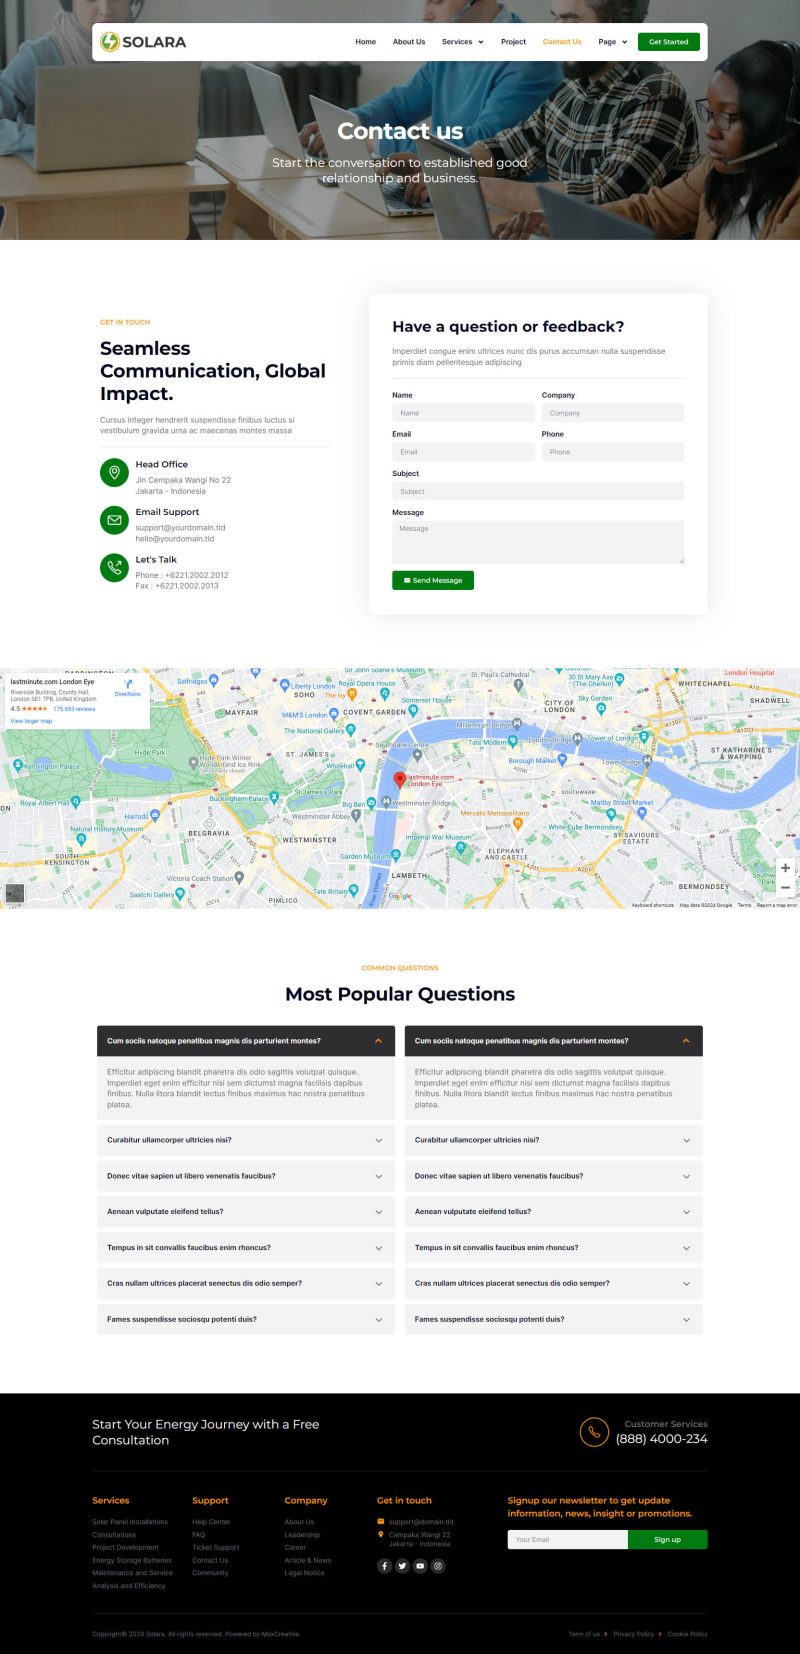 SOLARA
Home About Us Services Project Contact Us Page Get Started
Contact us
Start the conversation to established good
relationship and business.
GET IN TOUCH
Seamless
Communication, Global
Impact.
Cursus integer hendrerit suspendisse finibus luctus si
vestibulum gravida urna ac maecenas montes massa
Head Office
Jln Cempaka Wangi No 22
Jakarta - Indonesia
Email Support
support@yourdomain.tld
hello@yourdomain.tld
Let's Talk
Phone : +6221.2002.2012
Fax : +6221.2002.2013
Have a question or feedback?
Imperdiet congue enim ultrices nunc dis purus accumsan nulla suspendisse
primis diam pellentesque adipiscing
Name Company
Name Company
Email Phone
Email Phone
Subject
Subject
Message
Message
Send Message
lastminute.com London Eye
Riverside Building, County Hall,
London SE1 7PB, United Kingdom
4.5 175,693 reviews
View larger map
Directions
Selfridges
Liberty London
SOHO
Royal Opera House
The Ivy
M&M'S London
MAYFAIR
COVENT GARDEN
Somerset House
The National Gallery
St. Paul's Cathedral
CITY OF
LONDON
30 St Mary Axe
(The Gherkin)
Sky Garden
WHITECHAPEL
London Hospital
SHADWELL
Millennium Bridge
Tate Modern
London Bridge
Borough Market
Tower Bridge
ST KATHARINE'S
& WAPPING
Southbank Centre
Hyde Park
Hyde Park Winter
Wonderland Ice Rink
Temporarily closed
Kensington Palace
ST. JAMES'S
Whitehall
St James's Park
Buckingham Palace
Big Ben
lastminute.com
London Eye
Westminster Bridge
Westminster Abbey
SOUTHWARK
Maltby Street Market
Mercato Metropolitano
White Cube Bermondsey
ST SAVIOURS
ESTATE
Royal Albert Hall
Harrods
Natural History Museum
BELGRAVIA
WESTMINSTER
Imperial War Museum
ELEPHANT
AND CASTLE
Garden Museum
SOUTH
KENSINGTON
Victoria Coach Station
LAMBETH
BERMONDSEY
Saatchi Gallery
Tate Britain
PIMLICO
River Thames
Google
Keyboard shortcuts Map data ©2024 Google Terms Report a map error
COMMON QUESTIONS
Most Popular Questions
Cum sociis natoque penatibus magnis dis parturient montes?
Efficitur adipiscing blandit pharetra dis odio sagittis volutpat quisque.
Imperdiet eget enim efficitur nisi sem dictumst magna facilisis dapibus
finibus. Nulla litora blandit lectus finibus maximus hac nostra penatibus
platea.
Curabitur ullamcorper ultricies nisi?
Donec vitae sapien ut libero venenatis faucibus?
Aenean vulputate eleifend tellus?
Tempus in sit convallis faucibus enim rhoncus?
Cras nullam ultrices placerat senectus dis odio semper?
Fames suspendisse sociosqu potenti duis?
Cum sociis natoque penatibus magnis dis parturient montes?
Efficitur adipiscing blandit pharetra dis odio sagittis volutpat quisque.
Imperdiet eget enim efficitur nisi sem dictumst magna facilisis dapibus
finibus. Nulla litora blandit lectus finibus maximus hac nostra penatibus
platea.
Curabitur ullamcorper ultricies nisi?
Donec vitae sapien ut libero venenatis faucibus?
Aenean vulputate eleifend tellus?
Tempus in sit convallis faucibus enim rhoncus?
Cras nullam ultrices placerat senectus dis odio semper?
Fames suspendisse sociosqu potenti duis?
Start Your Energy Journey with a Free
Consultation
Customer Services
(888) 4000-234
Services
Solar Panel Installations
Consultations
Project Development
Energy Storage Batteries
Maintenance and Service
Analysis and Efficiency
Support
Help Center
FAQ
Ticket Support
Contact Us
Community
Company
About Us
Leadership
Career
Article & News
Legal Notice
Get in touch
support@domain.tld
Cempaka Wangi 22
Jakarta - Indonesia
Signup our newsletter to get update
information, news, insight or promotions.
Your Email Sign up
Copyright© 2024 Solara, All rights reserved. Powered by MoxCreative.
Term of us Privacy Policy Cookie Policy